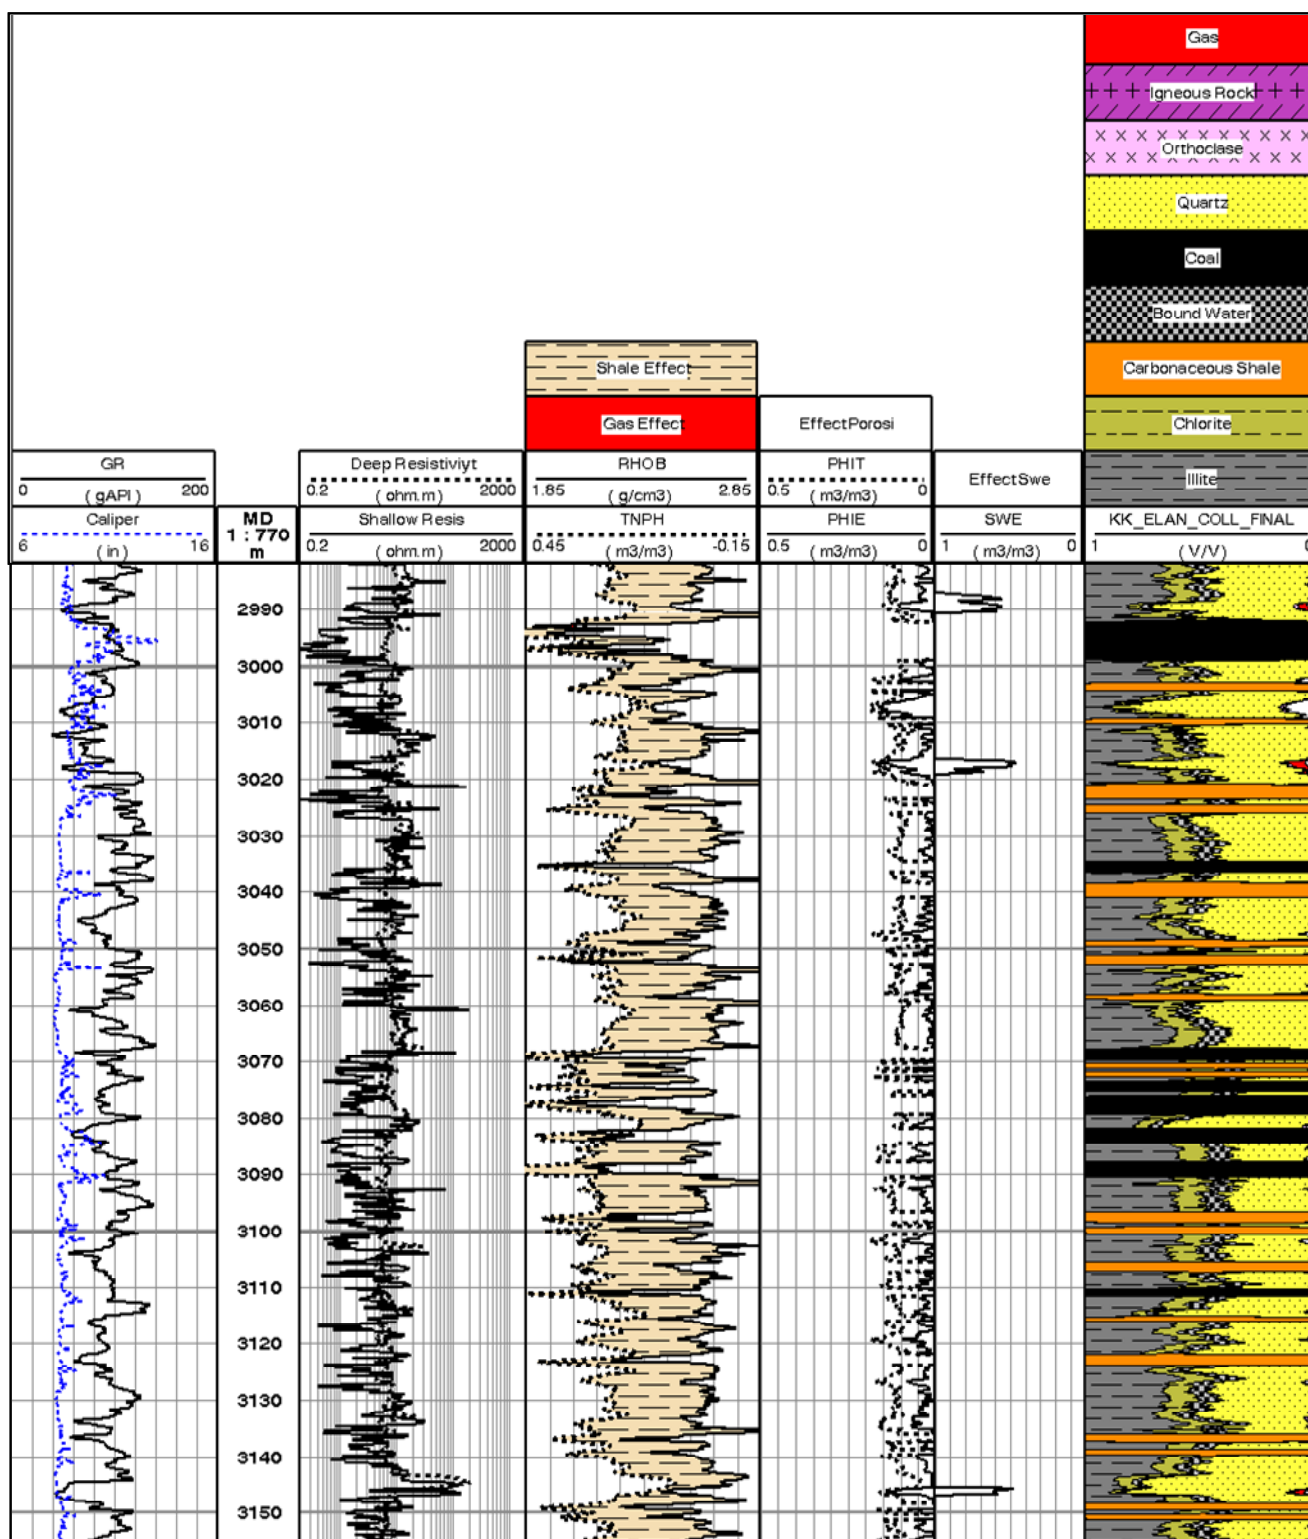 Gas
Igneous Rock
Orthoclase
Quartz
Coal
Bound Water
Shale Effect
Carbonaceous Shale
Gas Effect
EffectPorosi
Chlorite
GR
0 (gAPI) 200
Deep Resistiviyt
0.2 (ohm.m) 2000
RHOB
1.85 (g/cm3) 2.85
PHIT
0.5 (m3/m3) 0
EffectSwe
Illite
Caliper
6 (in) 16
MD
1 : 770
m
Shallow Resis
0.2 (ohm.m) 2000
TNPH
0.45 (m3/m3) -0.15
PHIE
0.5 (m3/m3) 0
SWE
1 (m3/m3) 0
KK_ELAN_COLL_FINAL
1 (V/V) 0
2990
3000
3010
3020
3030
3040
3050
3060
3070
3080
3090
3100
3110
3120
3130
3140
3150